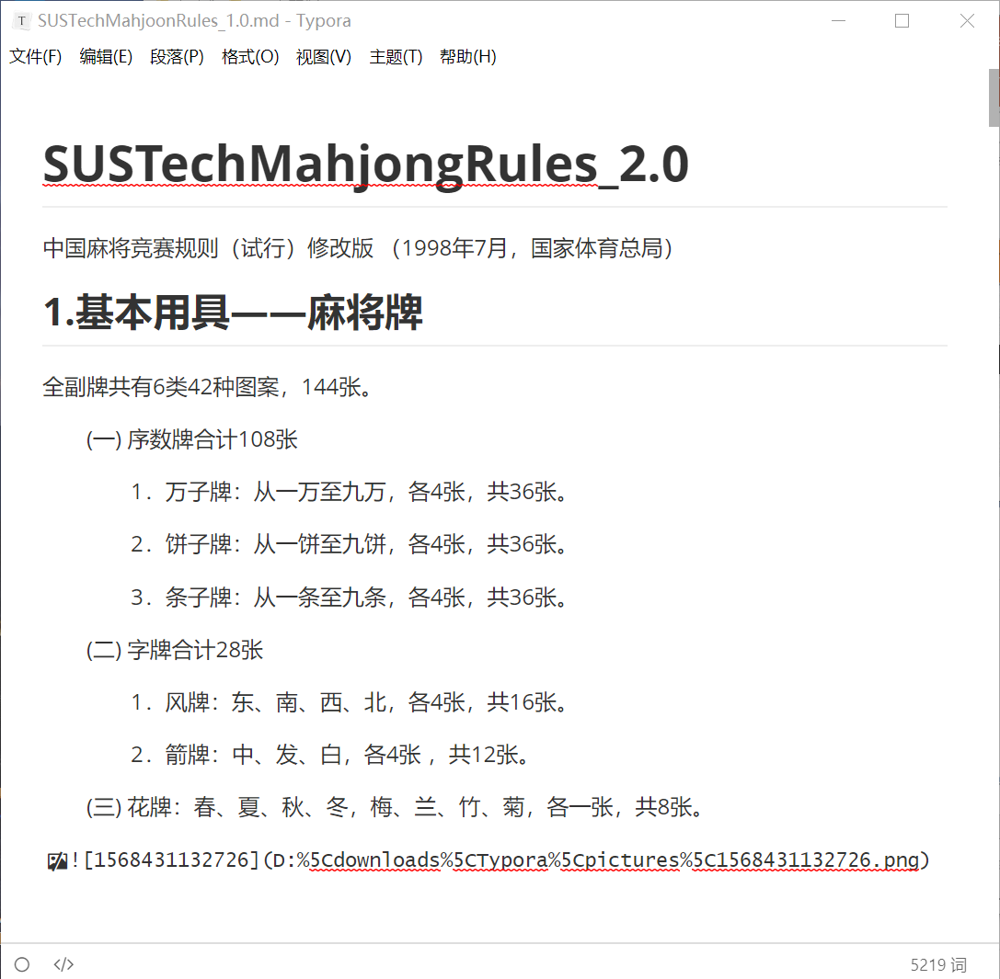 SUSTechMahjoonRules_1.0.md - Typora
文件(F) 编辑(E) 段落(P) 格式(O) 视图(V) 主题(T) 帮助(H)
SUSTechMahjongRules_2.0
中国麻将竞赛规则（试行）修改版 （1998年7月，国家体育总局）
1.基本用具——麻将牌
全副牌共有6类42种图案，144张。
(一) 序数牌合计108张
1．万子牌：从一万至九万，各4张，共36张。
2．饼子牌：从一饼至九饼，各4张，共36张。
3．条子牌：从一条至九条，各4张，共36张。
(二) 字牌合计28张
1．风牌：东、南、西、北，各4张，共16张。
2．箭牌：中、发、白，各4张 ，共12张。
(三) 花牌：春、夏、秋、冬，梅、兰、竹、菊，各一张，共8张。
![1568431132726](D:%5Cdownloads%5CTypora%5Cpictures%5C1568431132726.png)
</> 5219 词